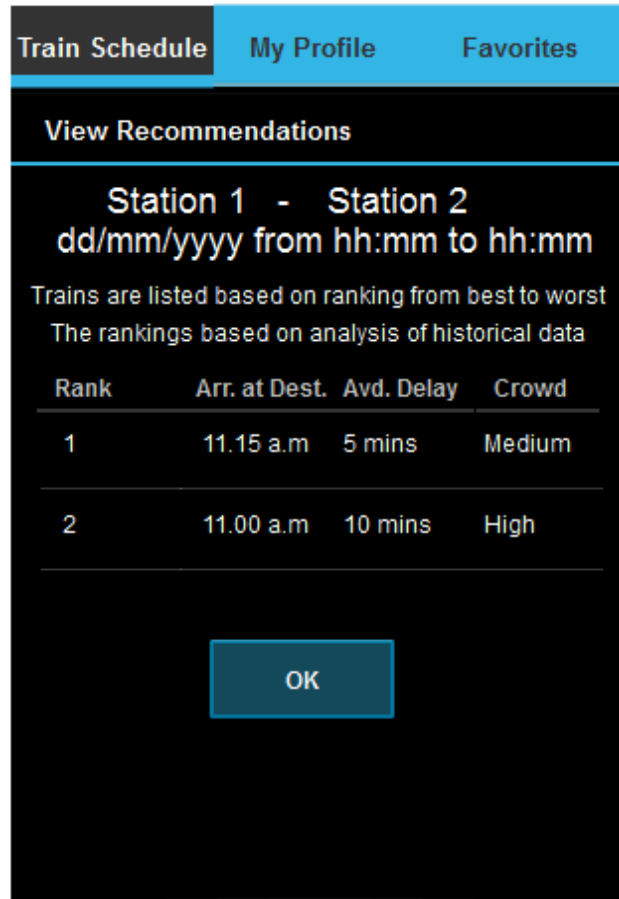 Train Schedule My Profile Favorites
View Recommendations
Station 1 - Station 2
dd/mm/yyyy from hh:mm to hh:mm
Trains are listed based on ranking from best to worst
The rankings based on analysis of historical data
Rank Arr. at Dest. Avd. Delay Crowd
1 11.15 a.m 5 mins Medium
2 11.00 a.m 10 mins High
OK